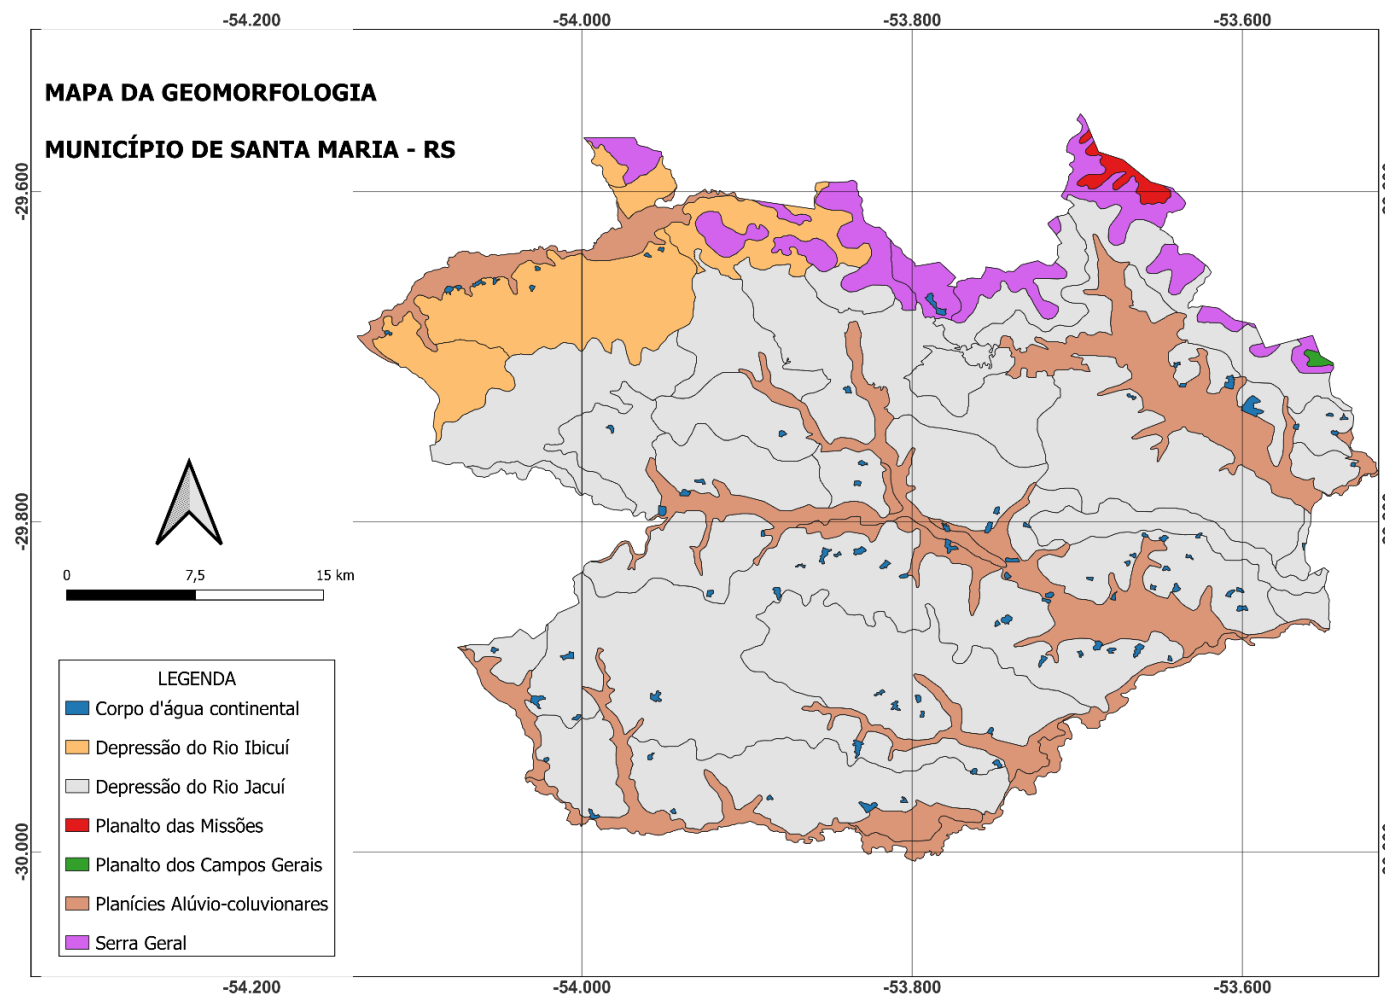 -54.200 -54.000 -53.800 -53.600
MAPA DA GEOMORFOLOGIA
MUNICÍPIO DE SANTA MARIA - RS
-29.600
-29.800
0 7,5 15 km
LEGENDA
Corpo d'água continental
Depressão do Rio Ibicuí
Depressão do Rio Jacuí
Planalto das Missões
Planalto dos Campos Gerais
Planícies Alúvio-coluvionares
Serra Geral
-30.000
-54.200 -54.000 -53.800 -53.600